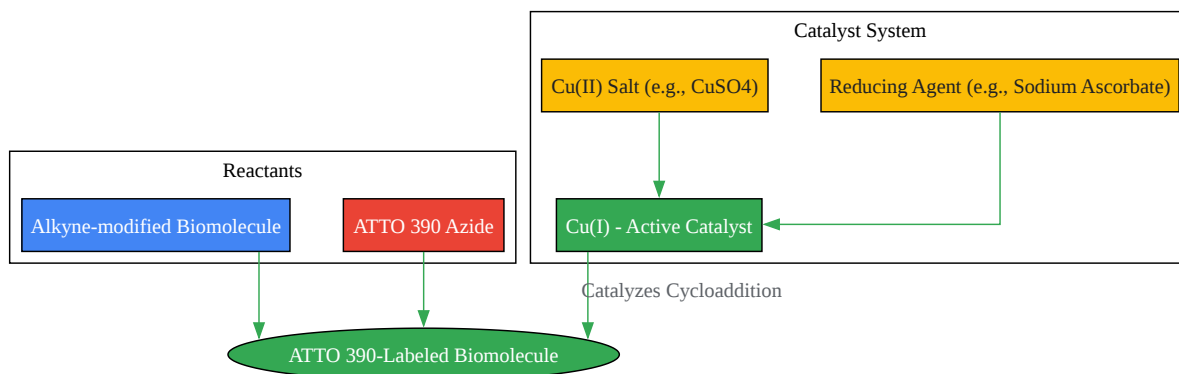 Catalyst System
Cu(II) Salt (e.g., CuSO4)
Reducing Agent (e.g., Sodium Ascorbate)
Reactants
Alkyne-modified Biomolecule
ATTO 390 Azide
Cu(I) - Active Catalyst
Catalyzes Cycloaddition
ATTO 390-Labeled Biomolecule